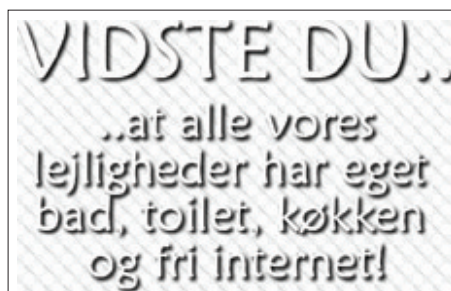 VIDSTE DU..
..at alle vores
lejligheder har eget
bad, toilet, køkken
og fri internet!